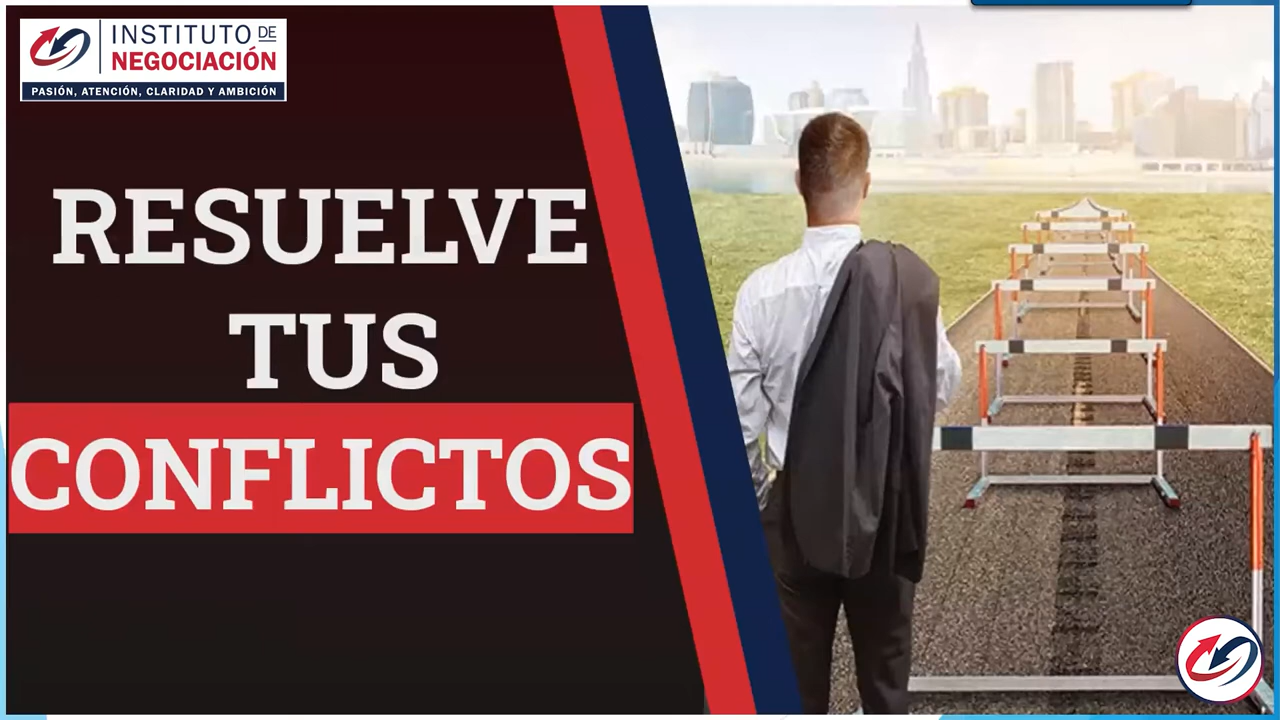 INSTITUTO DE
NEGOCIACIÓN
PASIÓN, ATENCIÓN, CLARIDAD Y AMBICIÓN
RESUELVE
TUS
CONFLICTOS